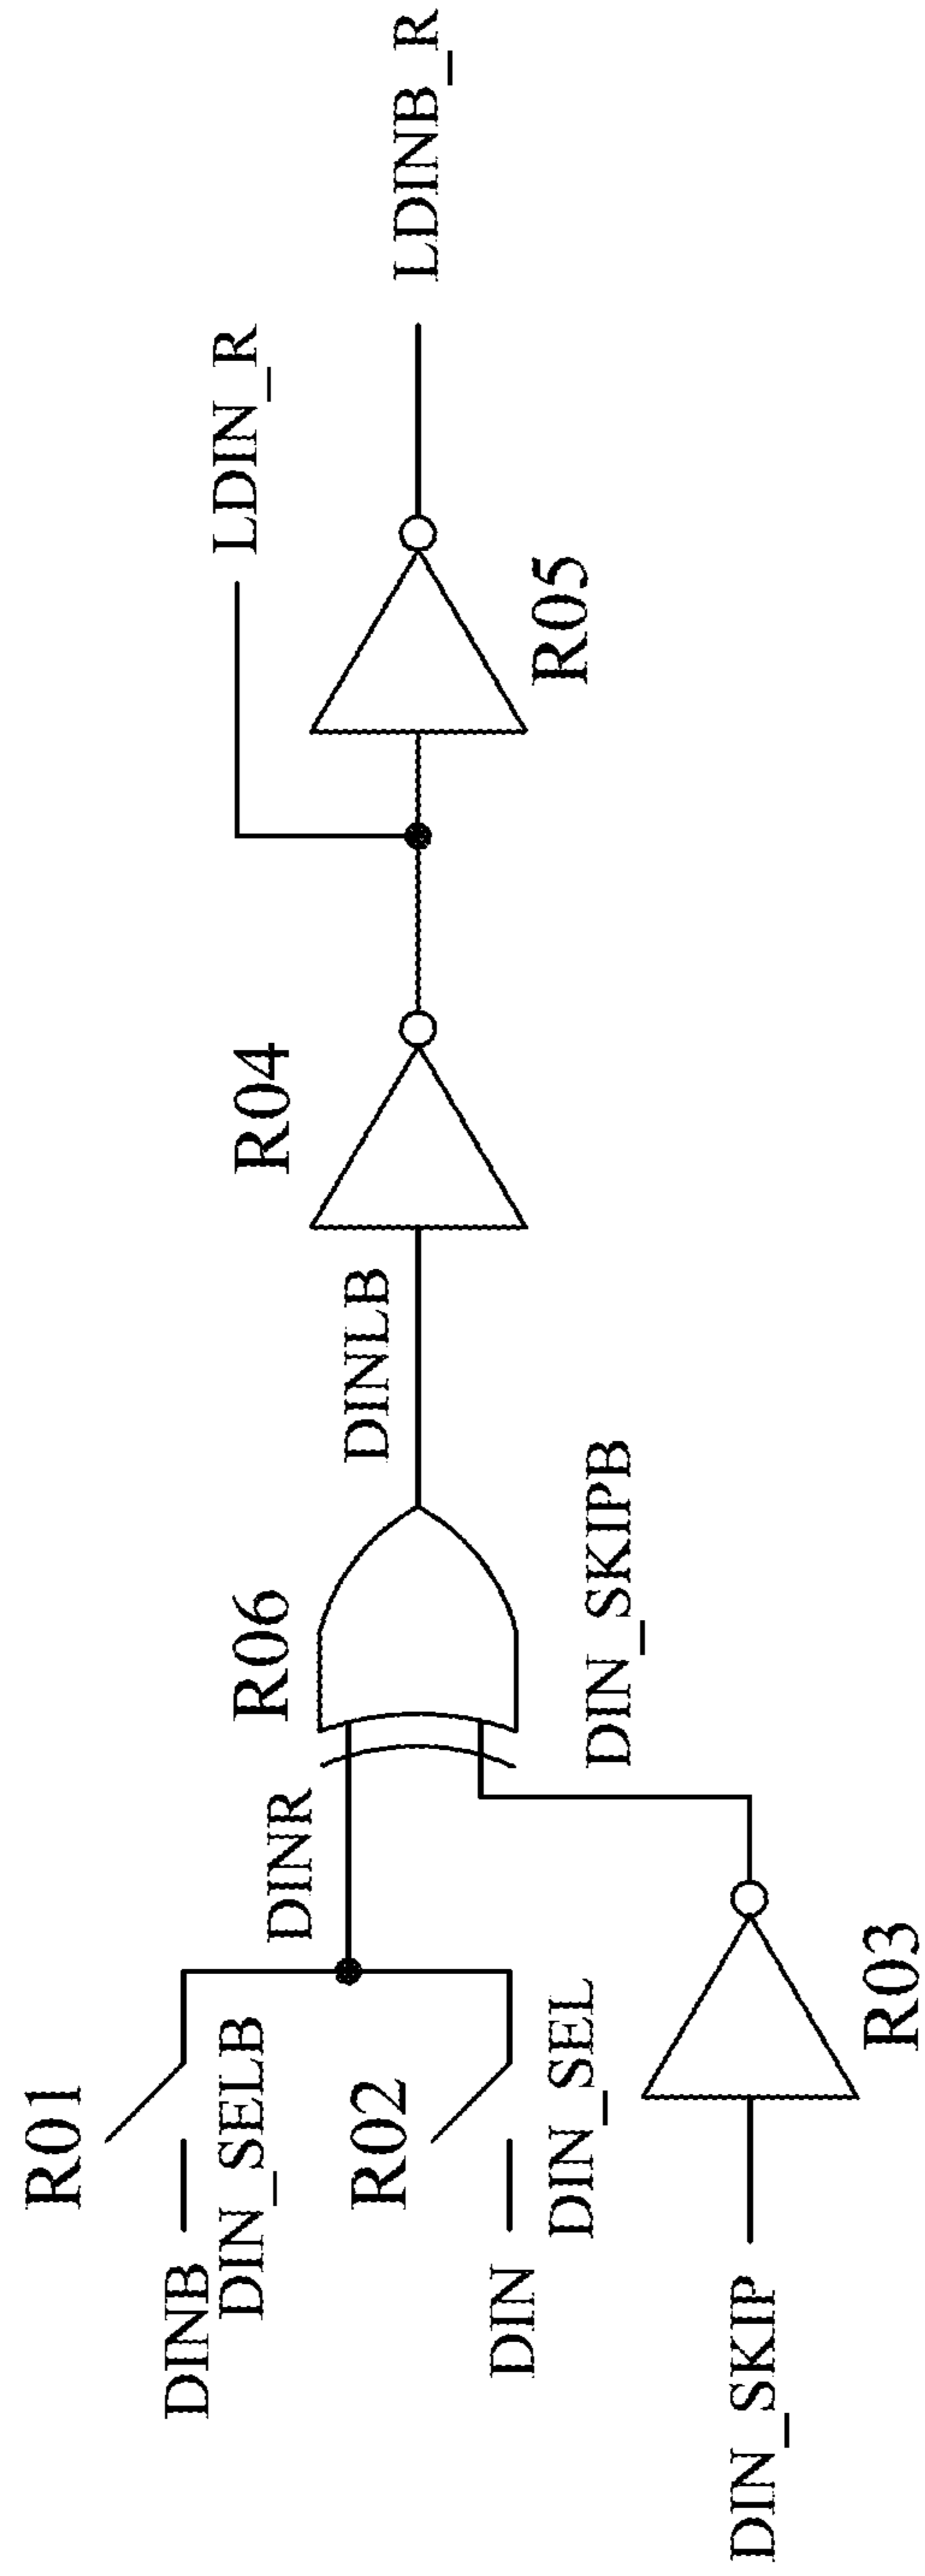 R01
DINB
DIN_SELB
R02
DIN
DIN_SEL
DIN_SKIP
R03
DINR
R06
DIN_SKIPB
DINLB
R04
R05
LDIN_R
LDINB_R